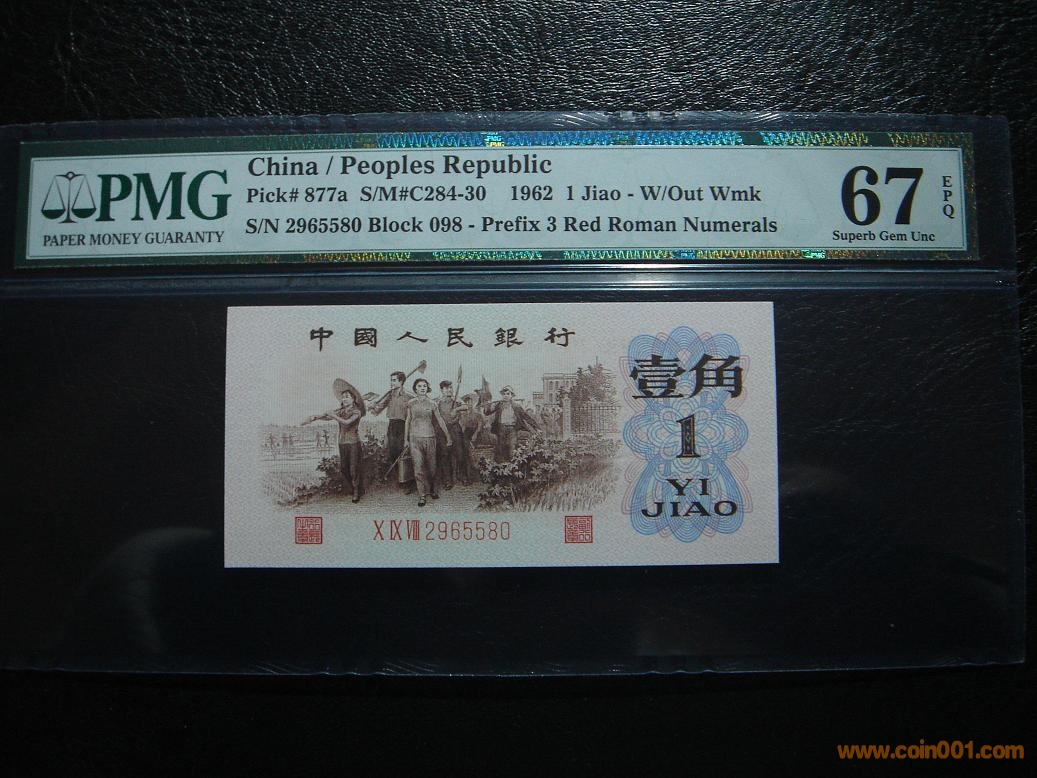 China / Peoples Republic
PMG
PAPER MONEY GUARANTY
Pick# 877a S/M#C284-30 1962 1 Jiao - W/Out Wmk
S/N 2965580 Block 098 - Prefix 3 Red Roman Numerals
67
EPQ
Superb Gem Unc
中國人民銀行
壹角
1
YI
JIAO
X IX VIII 2965580
www.coin001.com